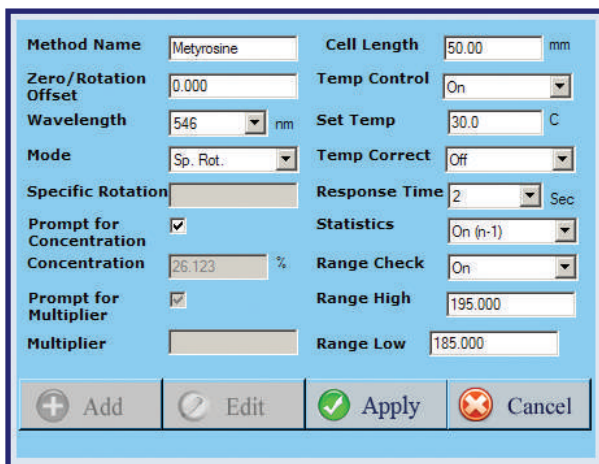 Method Name Metyrosine Cell Length 50.00 mm
Zero/Rotation Offset 0.000 Temp Control On
Wavelength 546 nm Set Temp 30.0 C
Mode Sp. Rot. Temp Correct Off
Specific Rotation Response Time 2 Sec
Prompt for Concentration Statistics On (n-1)
Concentration 26.123 % Range Check On
Prompt for Multiplier Range High 195.000
Multiplier Range Low 185.000
Add Edit Apply Cancel